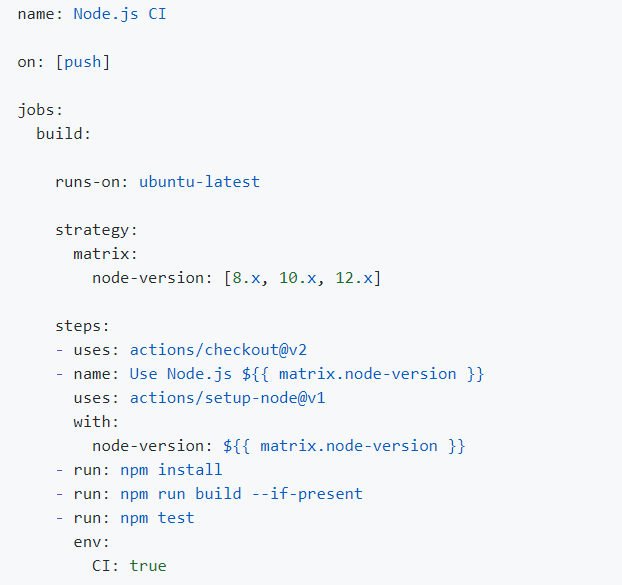 name: Node.js CI
on: [push]
jobs:
  build:
    runs-on: ubuntu-latest
    strategy:
      matrix:
        node-version: [8.x, 10.x, 12.x]
    steps:
    - uses: actions/checkout@v2
    - name: Use Node.js ${{ matrix.node-version }}
      uses: actions/setup-node@v1
      with:
        node-version: ${{ matrix.node-version }}
    - run: npm install
    - run: npm run build --if-present
    - run: npm test
      env:
        CI: true